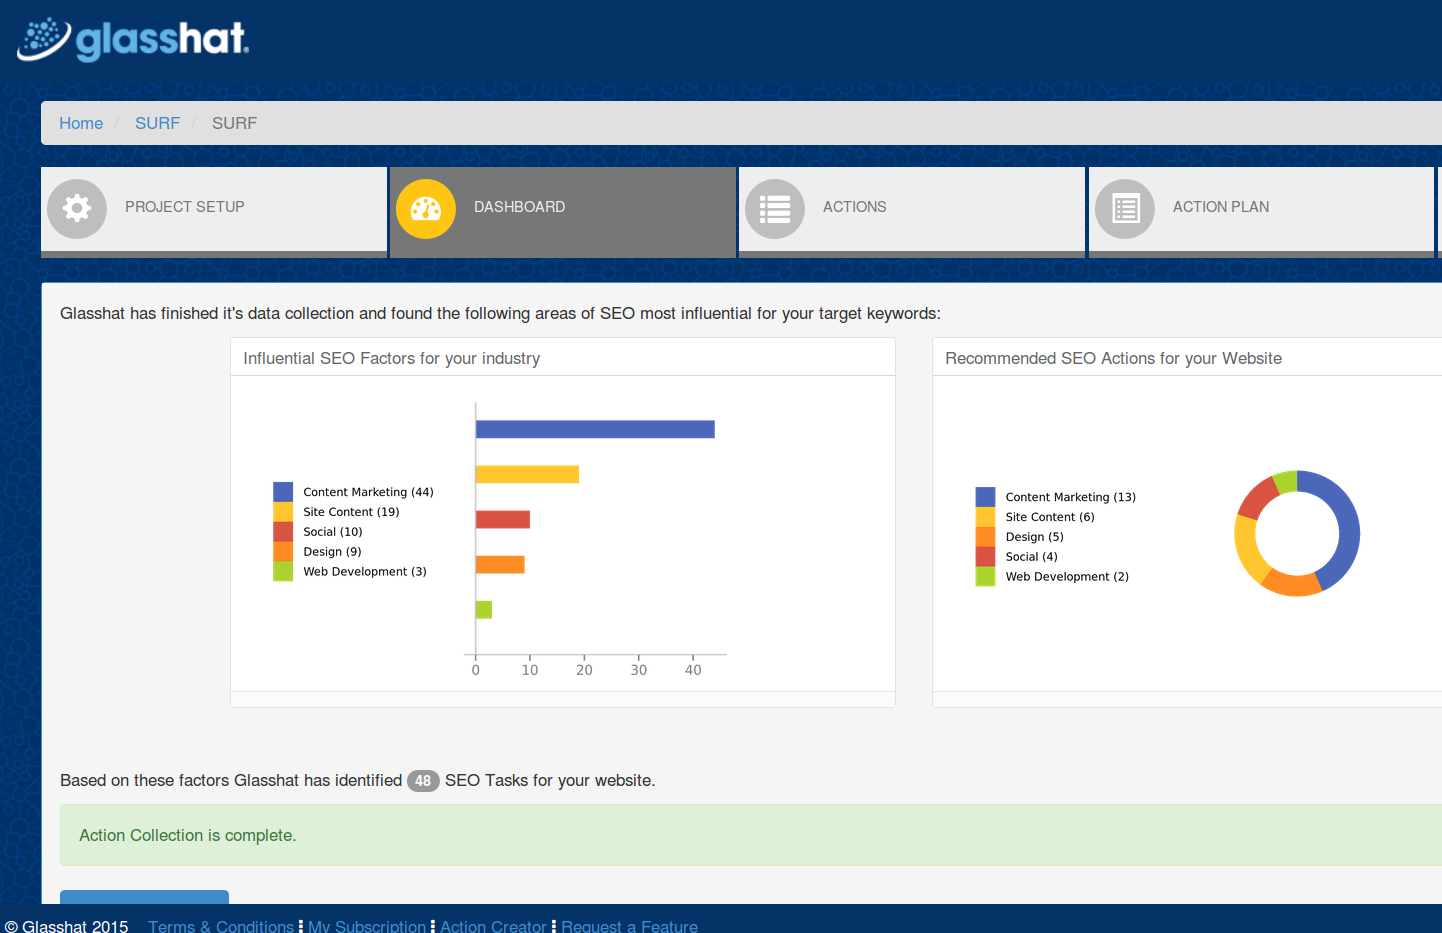 glasshat.
Home / SURF / SURF
PROJECT SETUP
DASHBOARD
ACTIONS
ACTION PLAN
Glasshat has finished it's data collection and found the following areas of SEO most influential for your target keywords:
Influential SEO Factors for your industry
Content Marketing (44)
Site Content (19)
Social (10)
Design (9)
Web Development (3)
0 10 20 30 40
Recommended SEO Actions for your Website
Content Marketing (13)
Site Content (6)
Design (5)
Social (4)
Web Development (2)
Based on these factors Glasshat has identified 48 SEO Tasks for your website.
Action Collection is complete.
© Glasshat 2015 Terms & Conditions My Subscription Action Creator Request a Feature